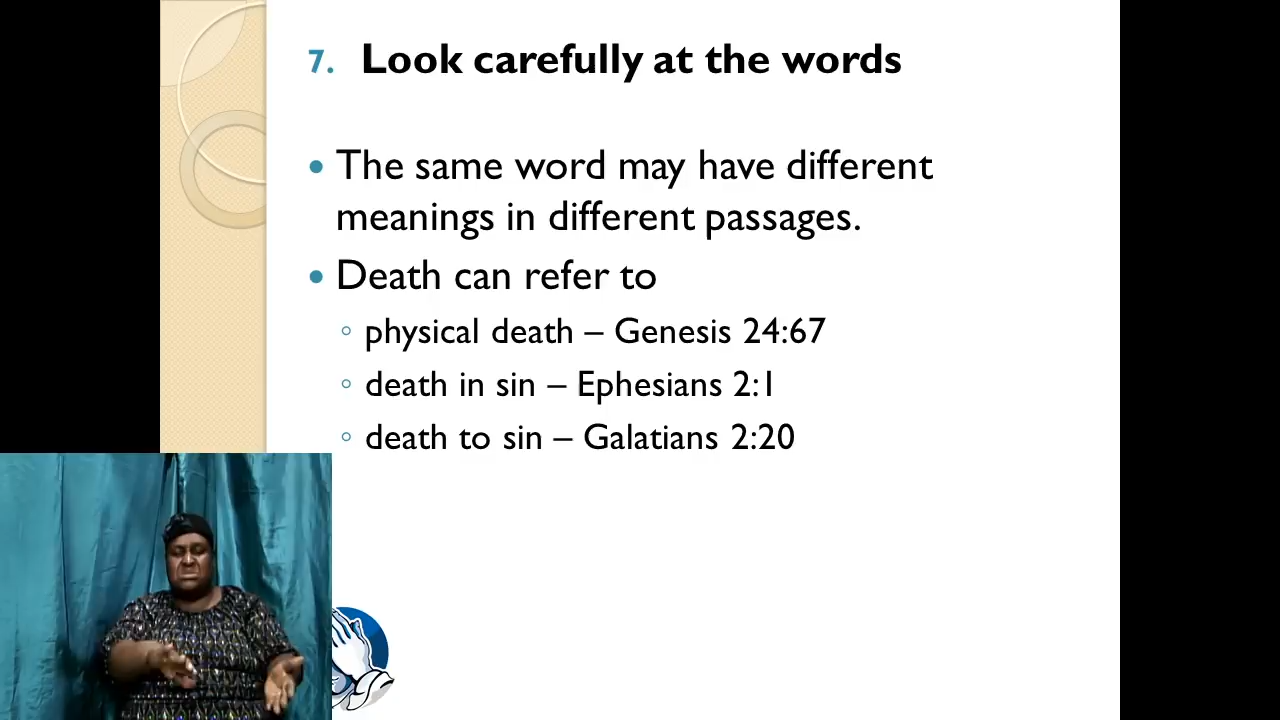 7. Look carefully at the words
• The same word may have different
meanings in different passages.
• Death can refer to
◦ physical death – Genesis 24:67
◦ death in sin – Ephesians 2:1
◦ death to sin – Galatians 2:20